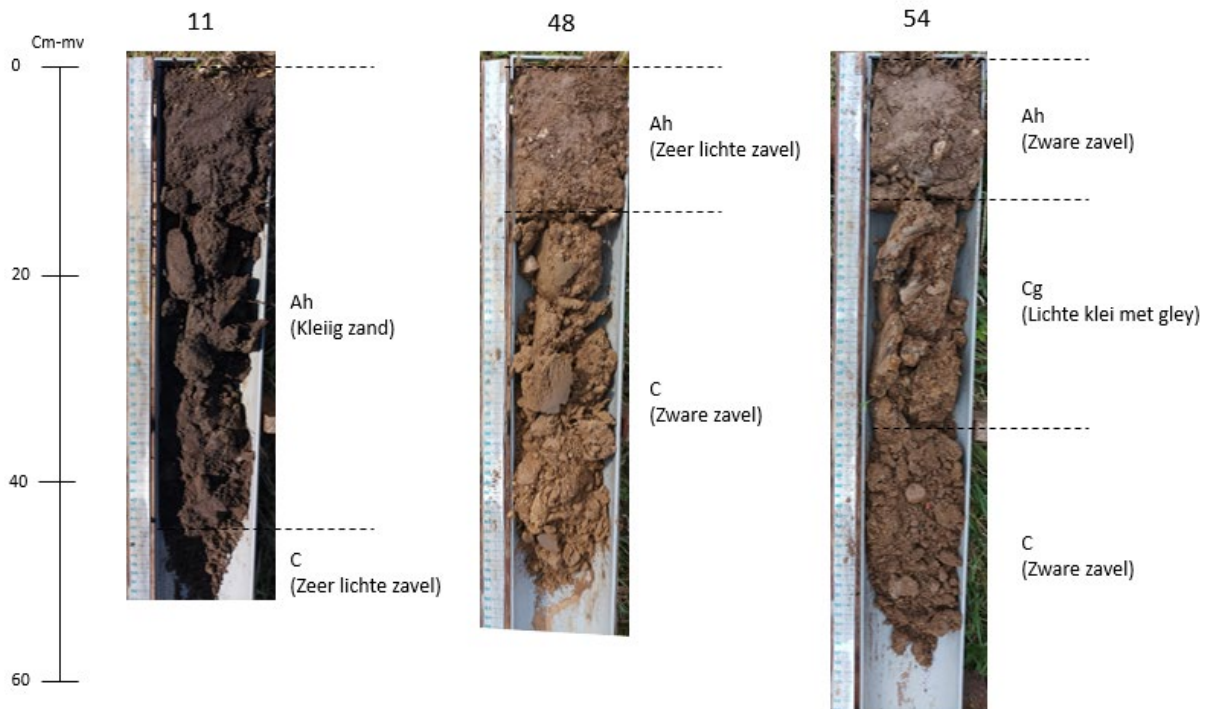 11
48
54
Cm-mv
0
20
40
60
Ah
(Kleiig zand)
C
(Zeer lichte zavel)
Ah
(Zeer lichte zavel)
C
(Zware zavel)
Ah
(Zware zavel)
Cg
(Lichte klei met gley)
C
(Zware zavel)